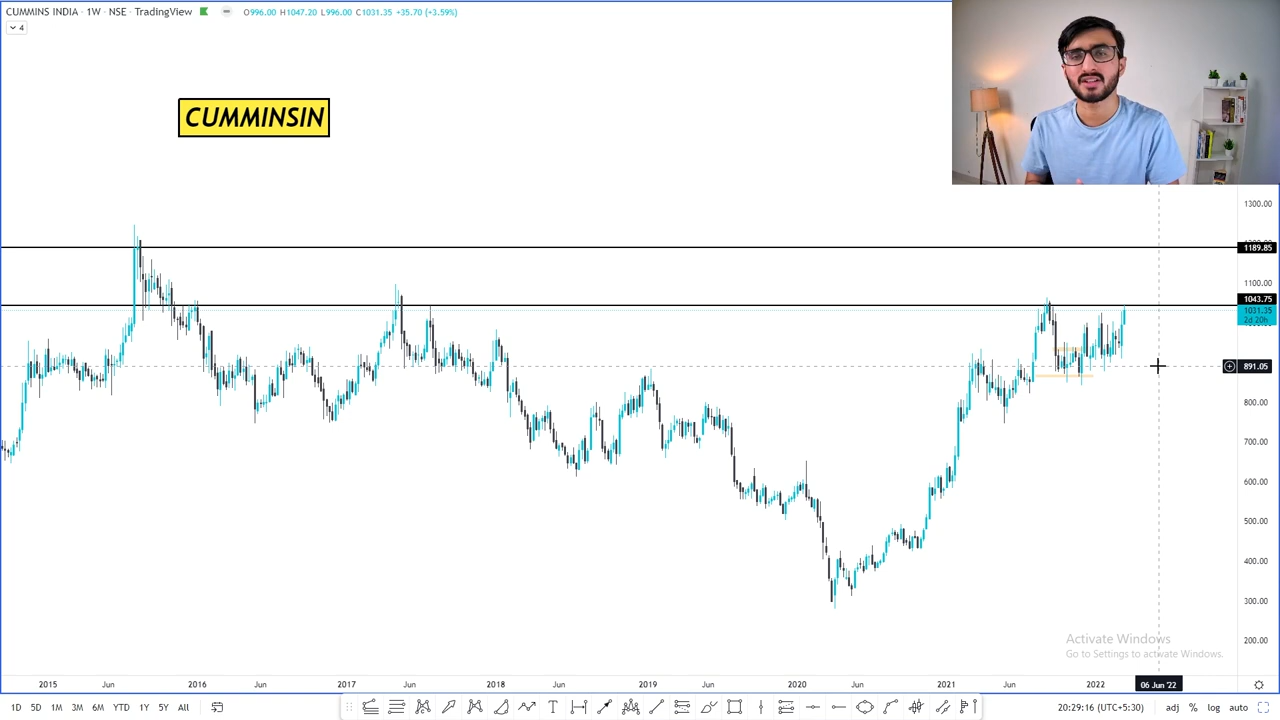 CUMMINS INDIA · 1W · NSE · TradingView O996.00 H1047.20 L996.00 C1031.35 +35.70 (+3.59%)
4
CUMMINSIN
1300.00
1189.85
1100.00
1043.75
1031.35
2d 20h
891.05
800.00
700.00
600.00
500.00
400.00
300.00
200.00
Activate Windows
Go to Settings to activate Windows.
2015 Jun 2016 Jun 2017 Jun 2018 Jun 2019 Jun 2020 Jun 2021 Jun 2022 06 Jun '22
1D 5D 1M 3M 6M YTD 1Y 5Y All 20:29:16 (UTC+5:30) adj % log auto